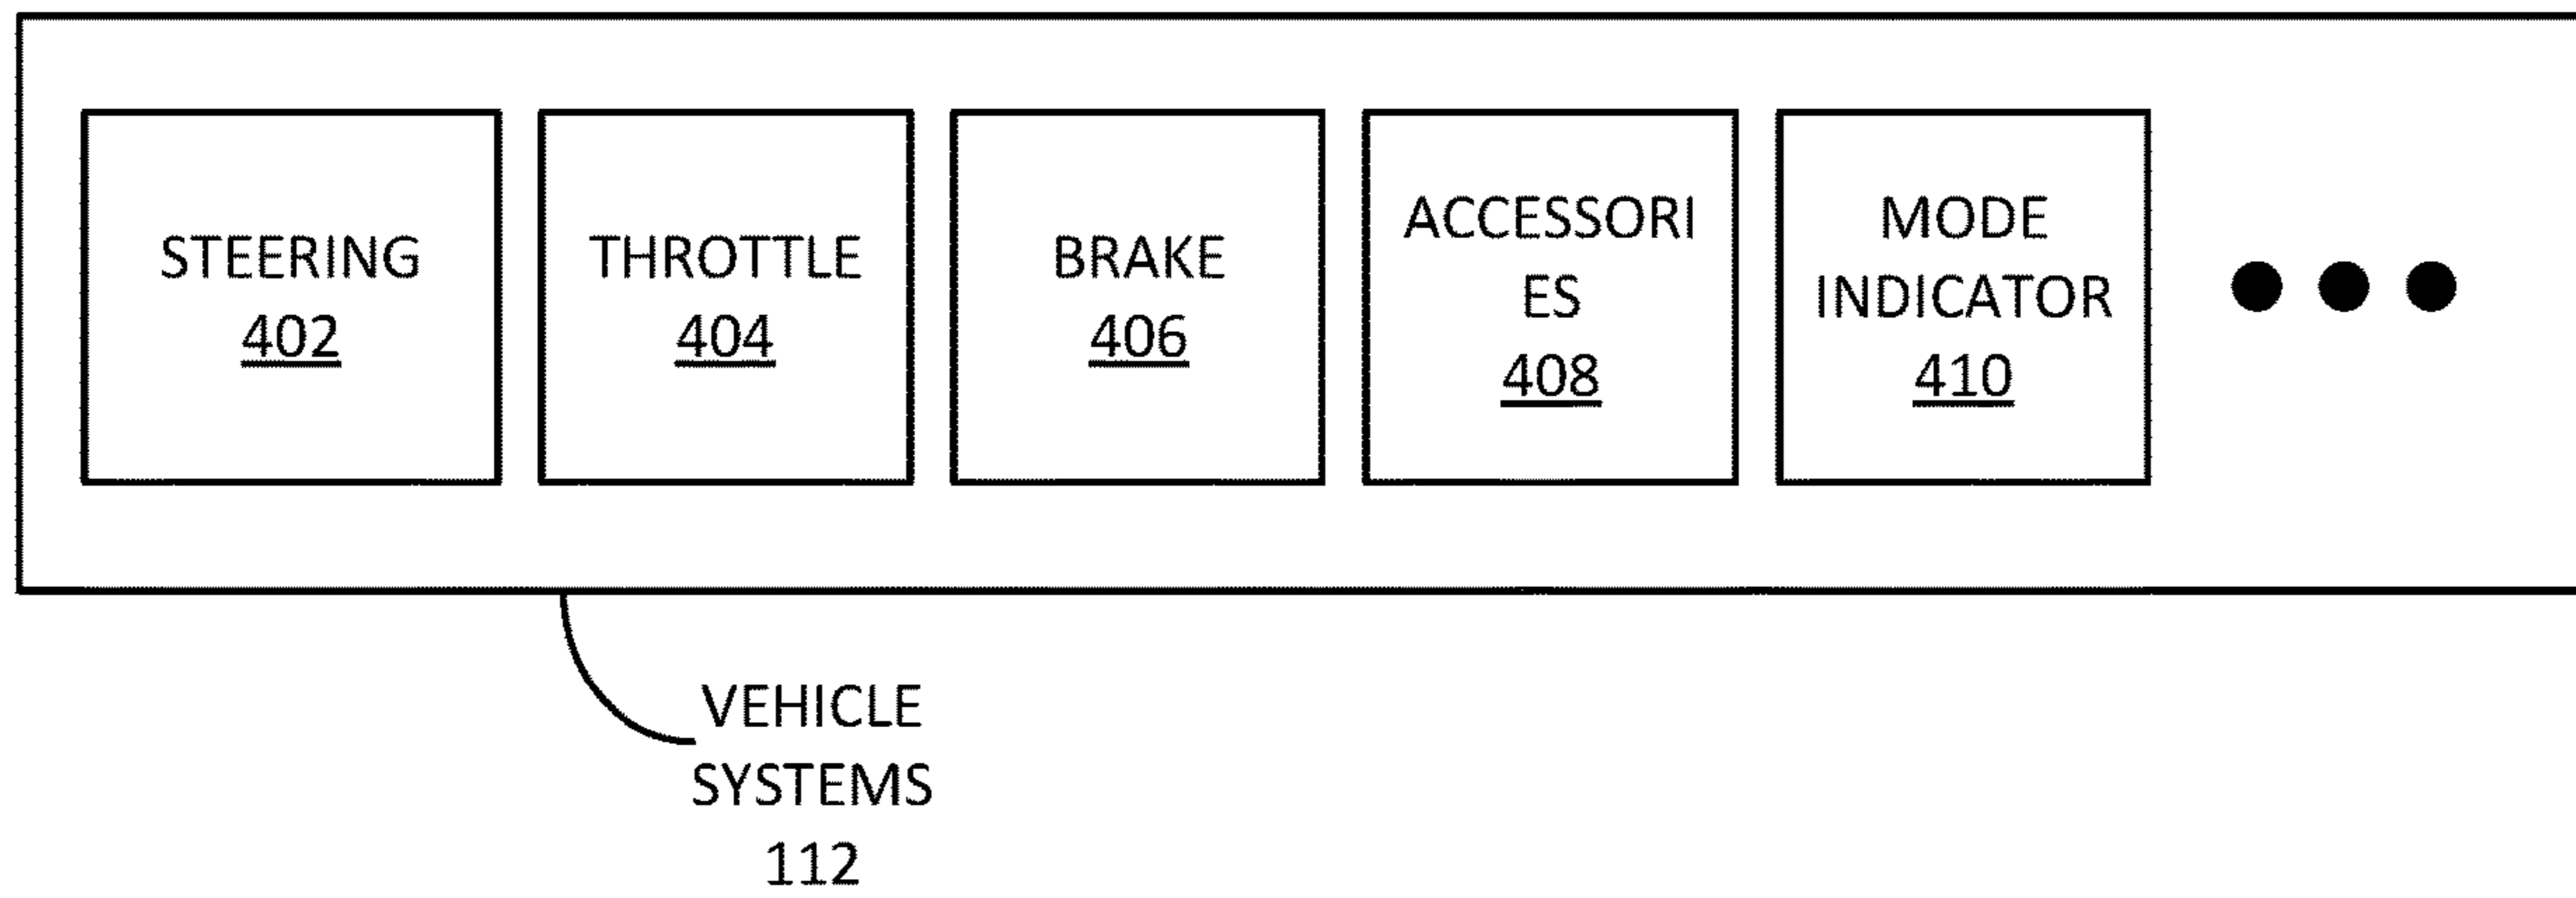 STEERING
402
THROTTLE
404
BRAKE
406
ACCESSORI
ES
408
MODE
INDICATOR
410
VEHICLE
SYSTEMS
112